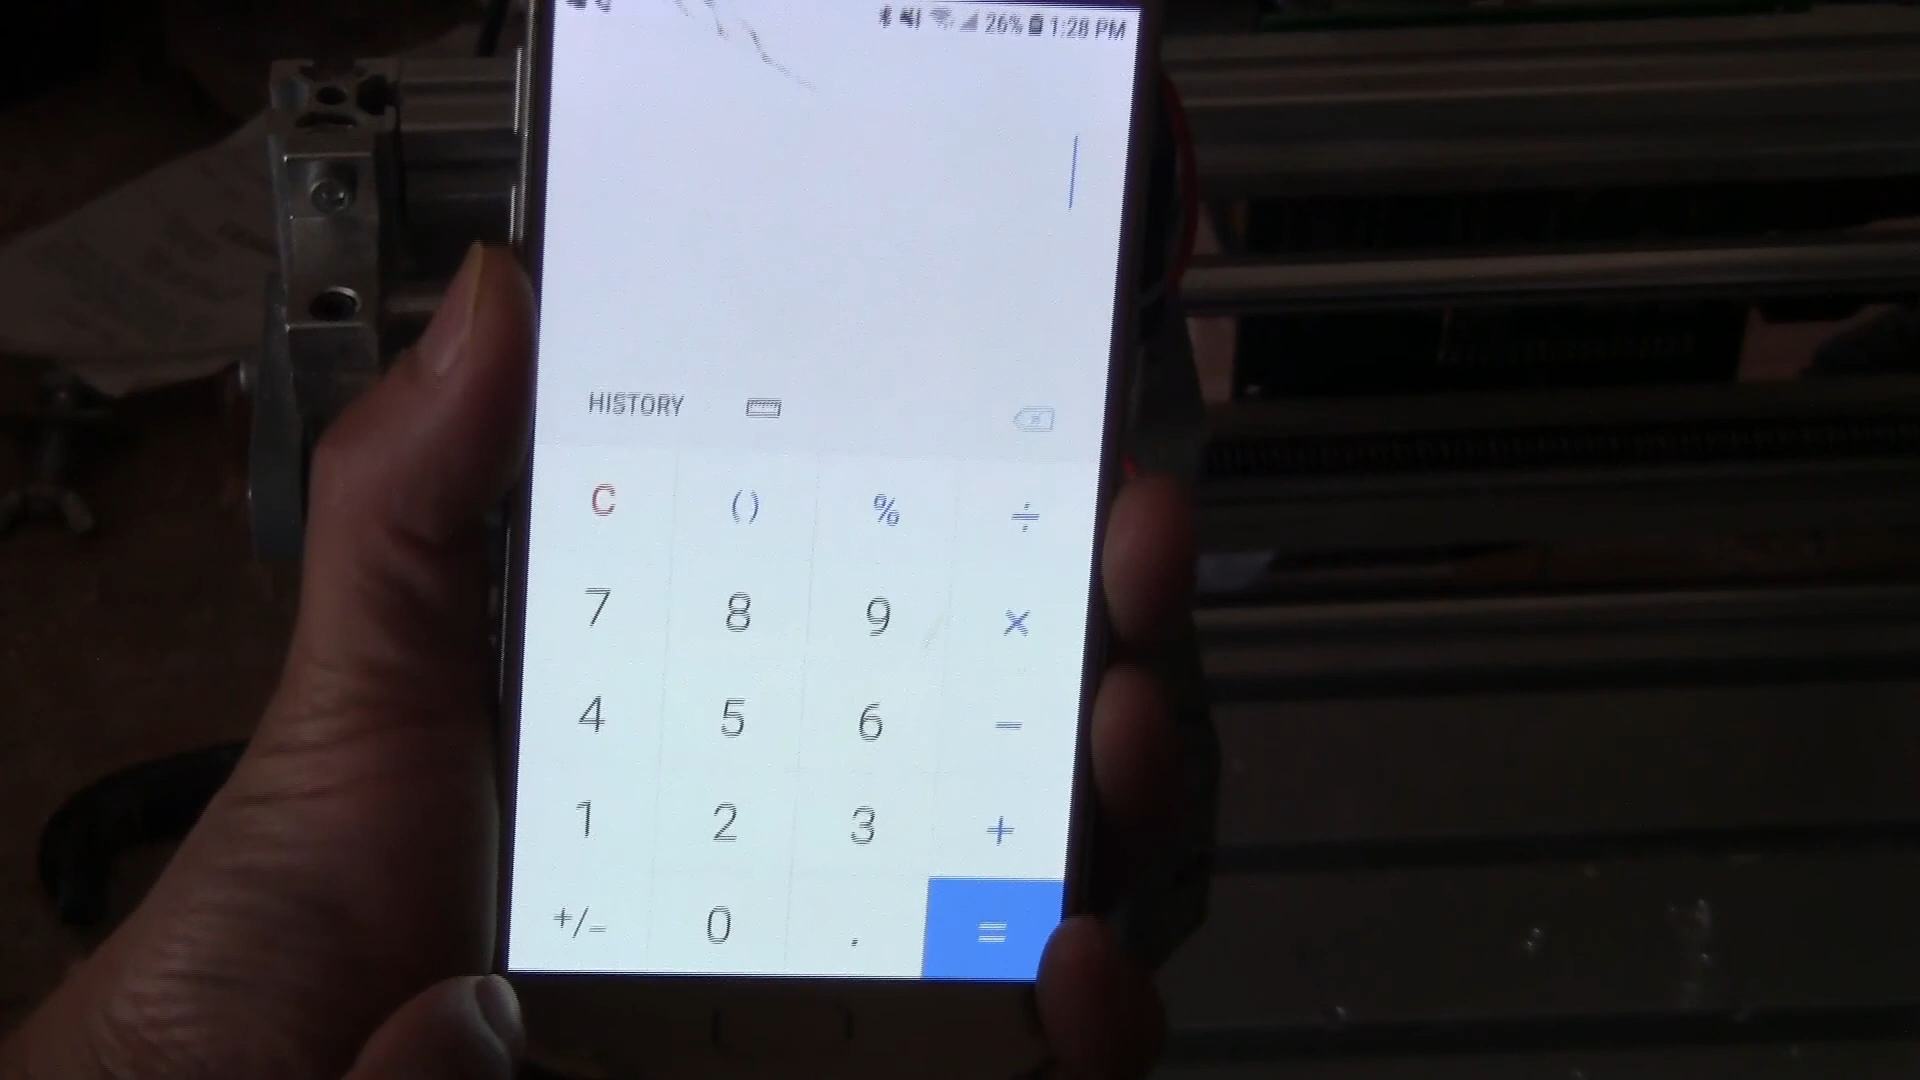 26% 1:28 PM
HISTORY
C () % ÷
7 8 9 ×
4 5 6 −
1 2 3 +
+/− 0 . =